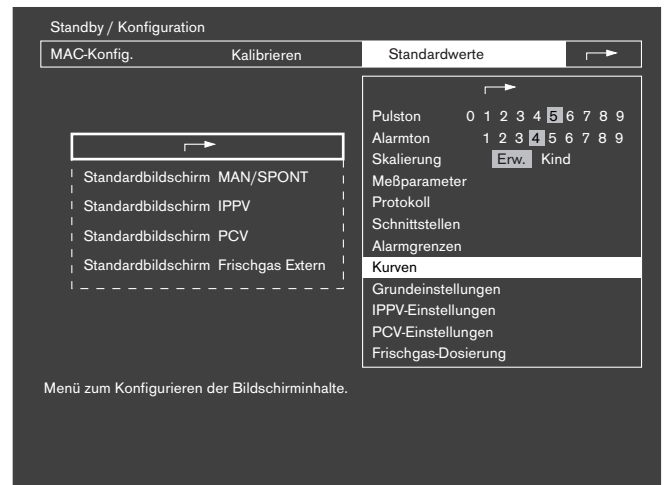 Standby / Konfiguration
MAC-Konfig. Kalibrieren Standardwerte
Pulston 0 1 2 3 4 5 6 7 8 9
Alarmton 1 2 3 4 5 6 7 8 9
Skalierung Erw. Kind
Meßparameter
Protokoll
Schnittstellen
Alarmgrenzen
Kurven
Grundeinstellungen
IPPV-Einstellungen
PCV-Einstellungen
Frischgas-Dosierung
Standardbildschirm MAN/SPONT
Standardbildschirm IPPV
Standardbildschirm PCV
Standardbildschirm Frischgas Extern
Menü zum Konfigurieren der Bildschirminhalte.